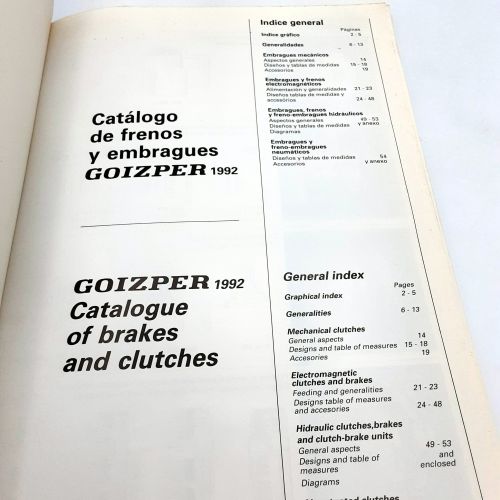 Catálogo
de frenos
y embragues
GOIZPER 1992
Indice general
Páginas
Indice gráfico 2 - 5
Generalidades 6 - 13
Embragues mecánicos
Aspectos generales 14
Diseños y tablas de medidas 15 - 18
Accesorios 19
Embragues y frenos
electromagnéticos
Alimentación y generalidades 21 - 23
Diseños tablas de medidas y
accesórios 24 - 48
Embragues, frenos
y freno-embragues hidráulicos
Aspectos generales 49 - 53
Diseños y tablas de medidas y anexo
Diagramas
Embragues y
freno-embragues
neumáticos
Diseños y tablas de medidas 54
Accesorios y anexo
GOIZPER 1992
Catalogue
of brakes
and clutches
General index
Pages
Graphical index 2 - 5
Generalities 6 - 13
Mechanical clutches
General aspects 14
Designs and table of measures 15 - 18
Accesories 19
Electromagnetic
clutches and brakes
Feeding and generalities 21 - 23
Designs table of measures
and accesories 24 - 48
Hidraulic clutches,brakes
and clutch-brake units
General aspects 49 - 53
Designs and table of and
measures enclosed
Diagrams